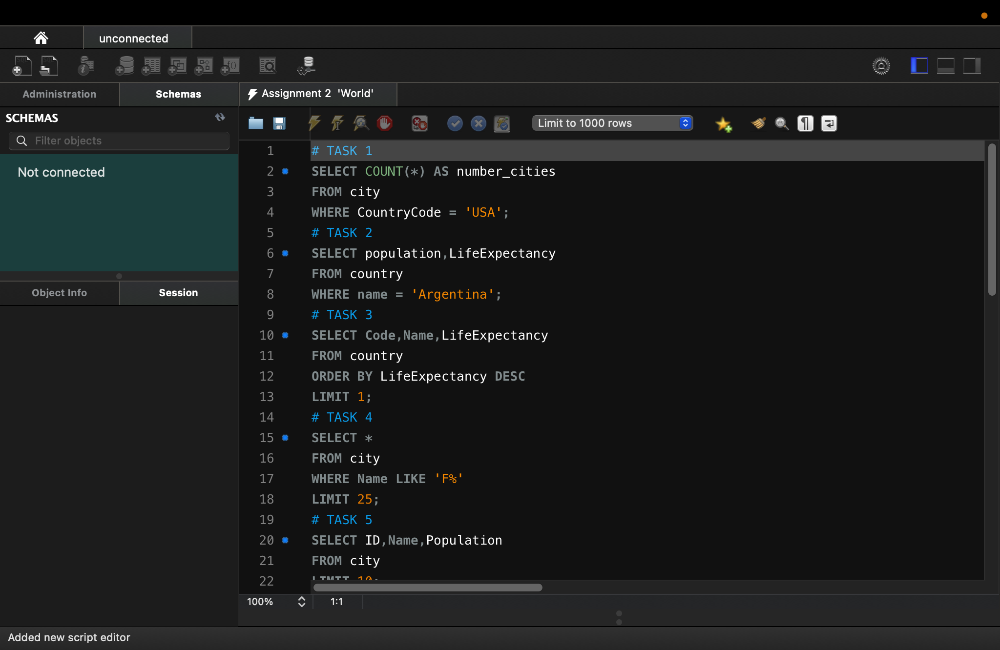 unconnected
Administration
Schemas
Assignment 2 'World'
SCHEMAS
Filter objects
Limit to 1000 rows
Not connected
Object Info
Session
1 # TASK 1
2 SELECT COUNT(*) AS number_cities
3 FROM city
4 WHERE CountryCode = 'USA';
5 # TASK 2
6 SELECT population,LifeExpectancy
7 FROM country
8 WHERE name = 'Argentina';
9 # TASK 3
10 SELECT Code,Name,LifeExpectancy
11 FROM country
12 ORDER BY LifeExpectancy DESC
13 LIMIT 1;
14 # TASK 4
15 SELECT *
16 FROM city
17 WHERE Name LIKE 'F%'
18 LIMIT 25;
19 # TASK 5
20 SELECT ID,Name,Population
21 FROM city
22 LIMIT 10;
100%
1:1
Added new script editor